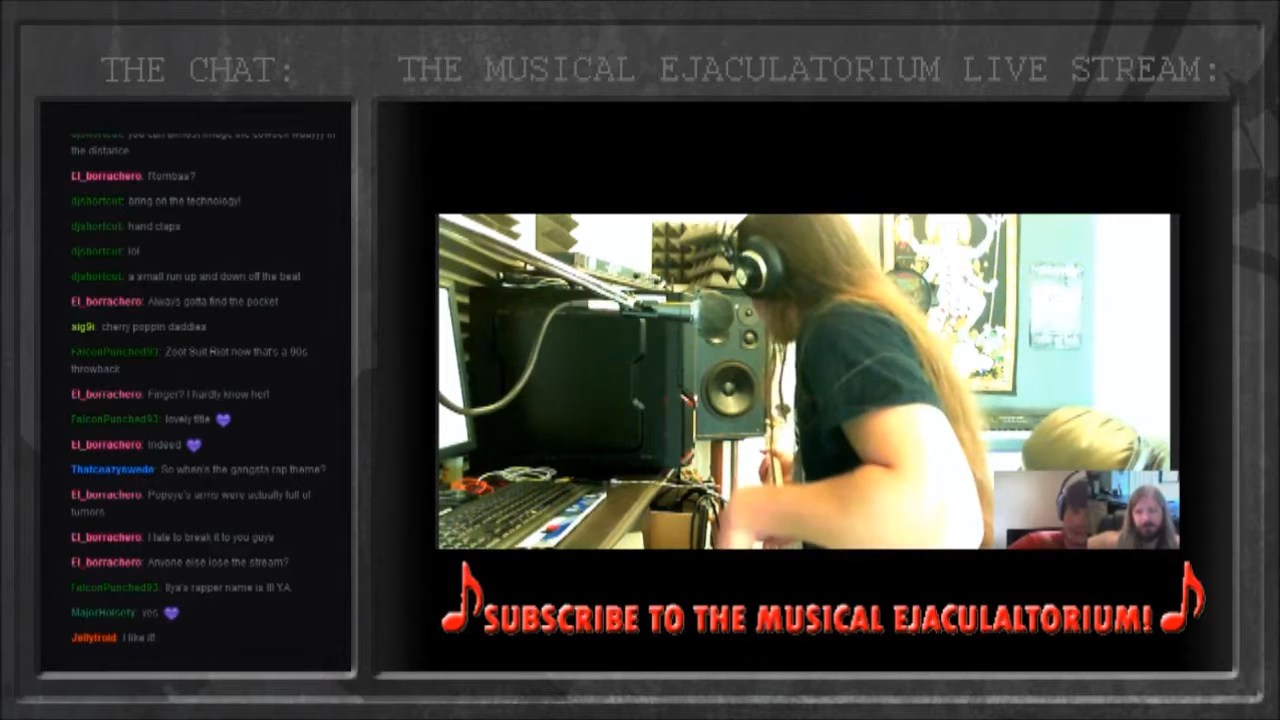 THE CHAT:
THE MUSICAL EJACULATORIUM LIVE STREAM:
the distance
El_borrachero: Rombas?
djshortcut: bring on the technology!
djshortcut: hand claps
djshortcut: lol
djshortcut: a small run up and down off the beat
El_borrachero: Always gotta find the pocket
sig9i: cherry poppin daddies
FalconPunched93: Zoot Suit Riot now that's a 90s
throwback
El_borrachero: Finger? I hardly know her!
FalconPunched93: lovely title 💜
El_borrachero: Indeed 💜
Thatcrazyswede: So when's the gangsta rap theme?
El_borrachero: Popeye's arms were actually full of
tumors
El_borrachero: I hate to break it to you guys
El_borrachero: Anyone else lose the stream?
FalconPunched93: Ilya's rapper name is Ill YA.
yes 💜
Jellytroid: I like it!
SUBSCRIBE TO THE MUSICAL EJACULALTORIUM!